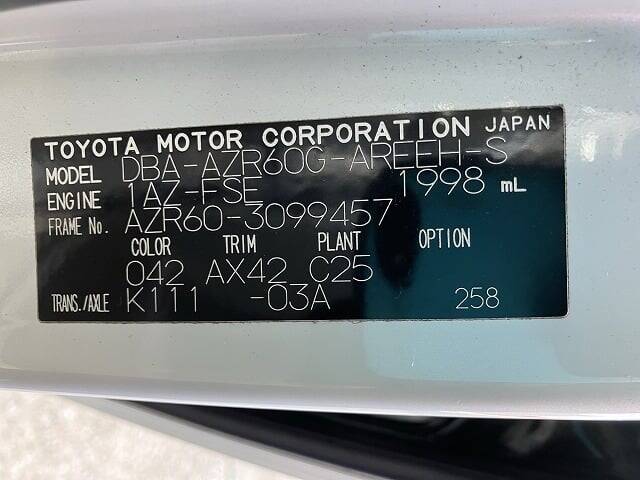 TOYOTA MOTOR CORPORATION JAPAN
MODEL DBA-AZR60G-AREEH-S
ENGINE 1AZ-FSE 1998 mL
FRAME No. AZR60-3099457
COLOR TRIM PLANT OPTION
042 AX42 C25
TRANS./AXLE K111 -03A 258